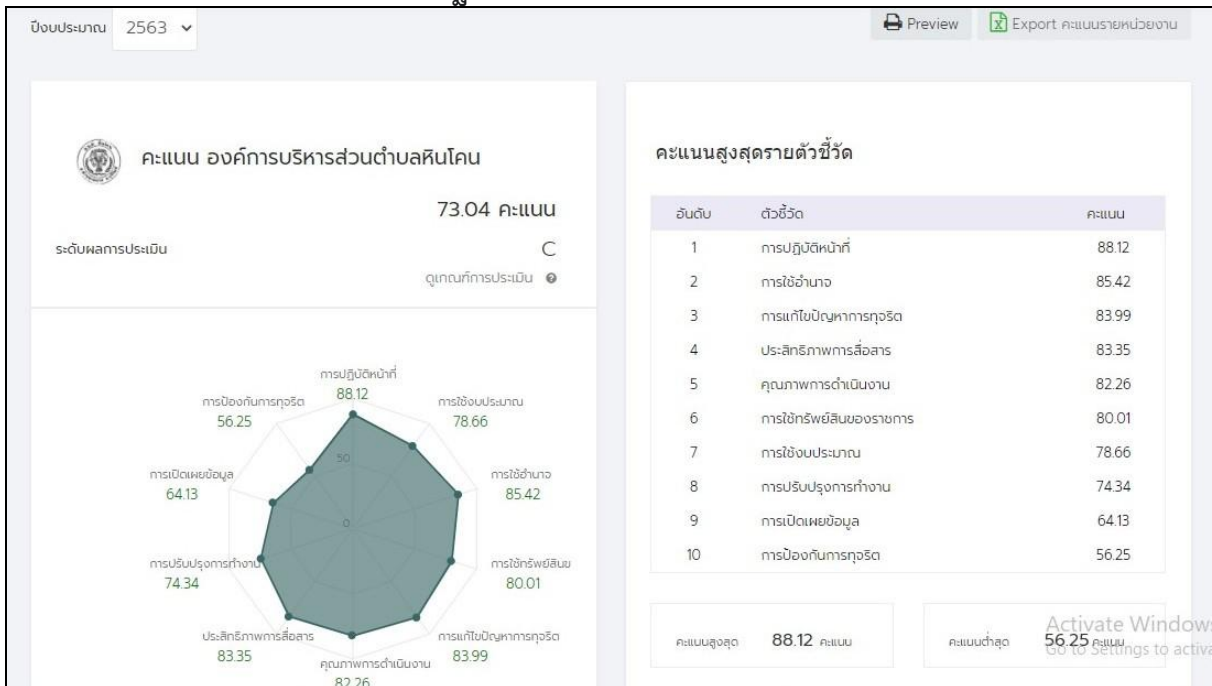 ปีงบประมาณ 2563
Preview
Export คะแนนรายหน่วยงาน
คะแนน องค์การบริหารส่วนตำบลหินโคน
73.04 คะแนน
ระดับผลการประเมิน C
ดูเกณฑ์การประเมิน
การปฏิบัติหน้าที่
88.12
การป้องกันการทุจริต
56.25
การใช้งบประมาณ
78.66
50
การเปิดเผยข้อมูล
64.13
การใช้อำนาจ
85.42
0
การปรับปรุงการทำงาน
74.34
การใช้ทรัพย์สินข
80.01
ประสิทธิภาพการสื่อสาร
83.35
การแก้ไขปัญหาการทุจริต
83.99
คุณภาพการดำเนินงาน
82.26
คะแนนสูงสุดรายตัวชี้วัด
อันดับ ตัวชี้วัด คะแนน
1 การปฏิบัติหน้าที่ 88.12
2 การใช้อำนาจ 85.42
3 การแก้ไขปัญหาการทุจริต 83.99
4 ประสิทธิภาพการสื่อสาร 83.35
5 คุณภาพการดำเนินงาน 82.26
6 การใช้ทรัพย์สินของราชการ 80.01
7 การใช้งบประมาณ 78.66
8 การปรับปรุงการทำงาน 74.34
9 การเปิดเผยข้อมูล 64.13
10 การป้องกันการทุจริต 56.25
คะแนนสูงสุด 88.12 คะแนน
คะแนนต่ำสุด 56.25 คะแนน
Activate Windows
Go to Settings to activa